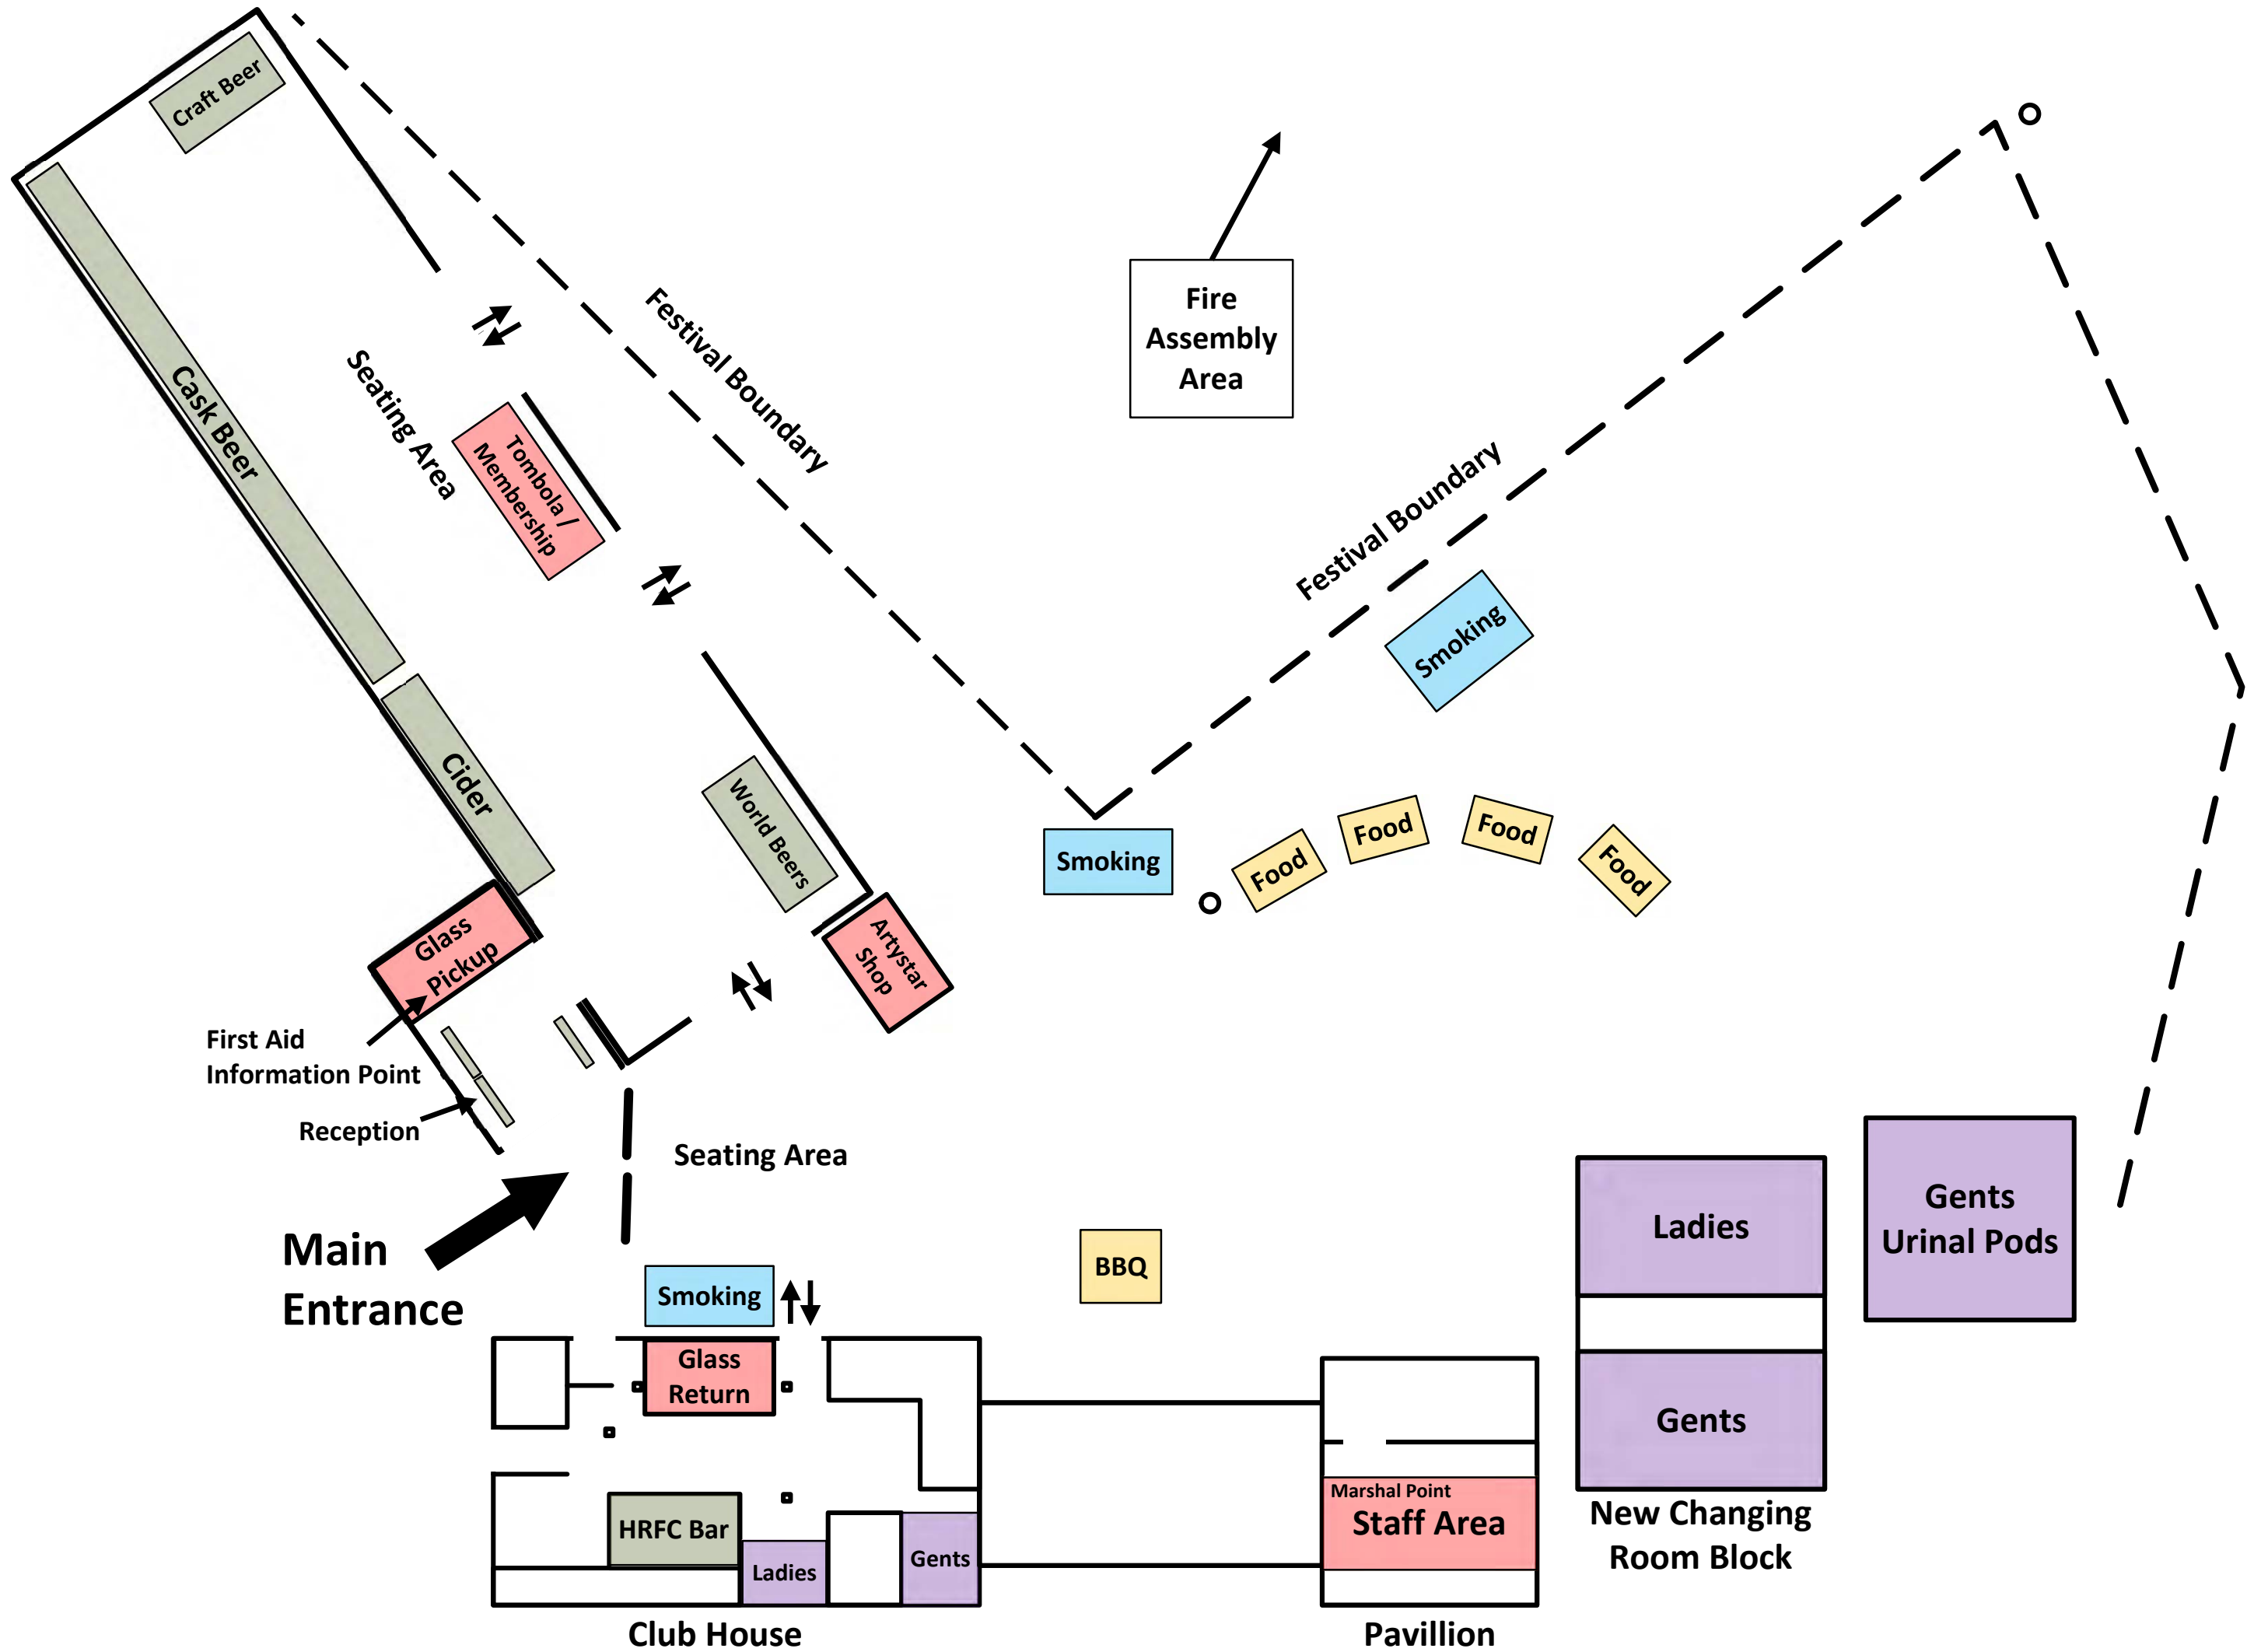 Craft Beer
Cask Beer
Seating Area
Festival Boundary
Fire
Assembly
Area
Tombola /
Membership
Festival Boundary
Smoking
Cider
World Beers
Smoking
Food
Food
Food
Food
Glass
Pickup
Artystar
Shop
First Aid
Information Point
Reception
Seating Area
Main
Entrance
Smoking
BBQ
Ladies
Gents
Urinal Pods
Glass
Return
Gents
HRFC Bar
Ladies
Gents
Marshal Point
Staff Area
New Changing
Room Block
Club House
Pavillion